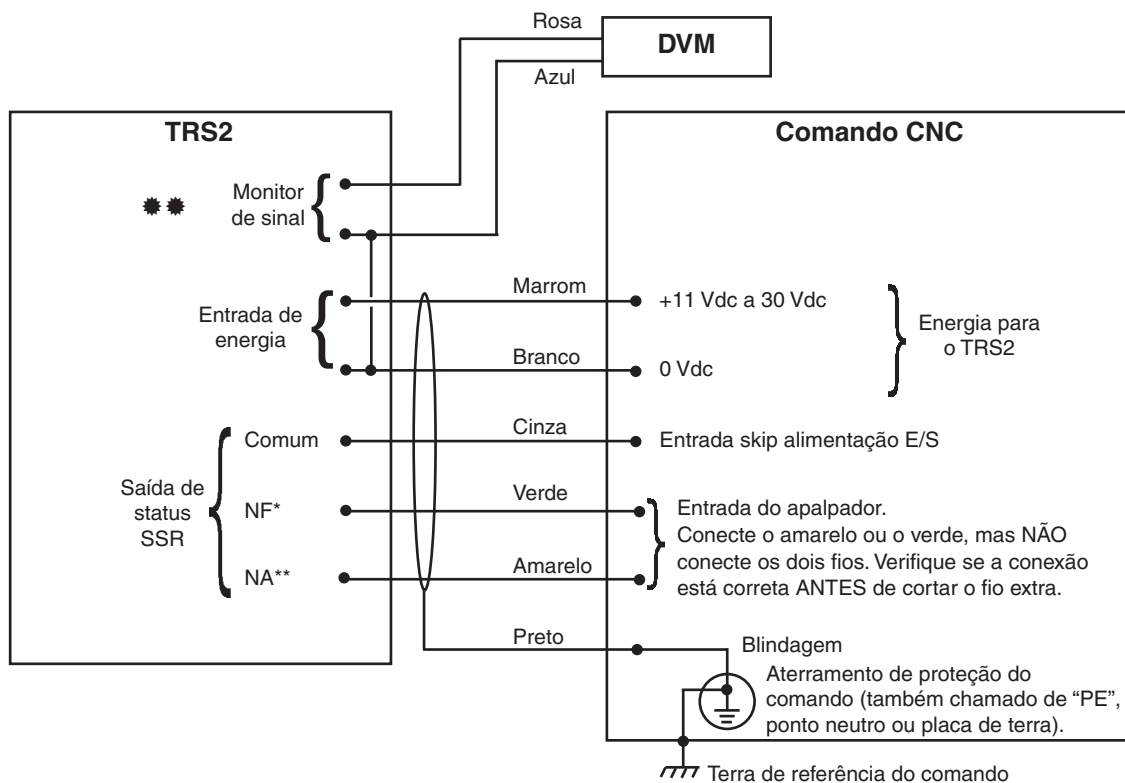 Rosa
DVM
Azul
TRS2
Comando CNC
Monitor
de sinal
Marrom
+11 Vdc a 30 Vdc
Entrada de
energia
Energia para
o TRS2
Branco
0 Vdc
Cinza
Comum
Entrada skip alimentação E/S
Saída de
status
SSR
Verde
NF*
Entrada do apalpador.
Conecte o amarelo ou o verde, mas NÃO
conecte os dois fios. Verifique se a conexão
está correta ANTES de cortar o fio extra.
Amarelo
NA**
Preto
Blindagem
Aterramento de proteção do
comando (também chamado de “PE”,
ponto neutro ou placa de terra).
Terra de referência do comando